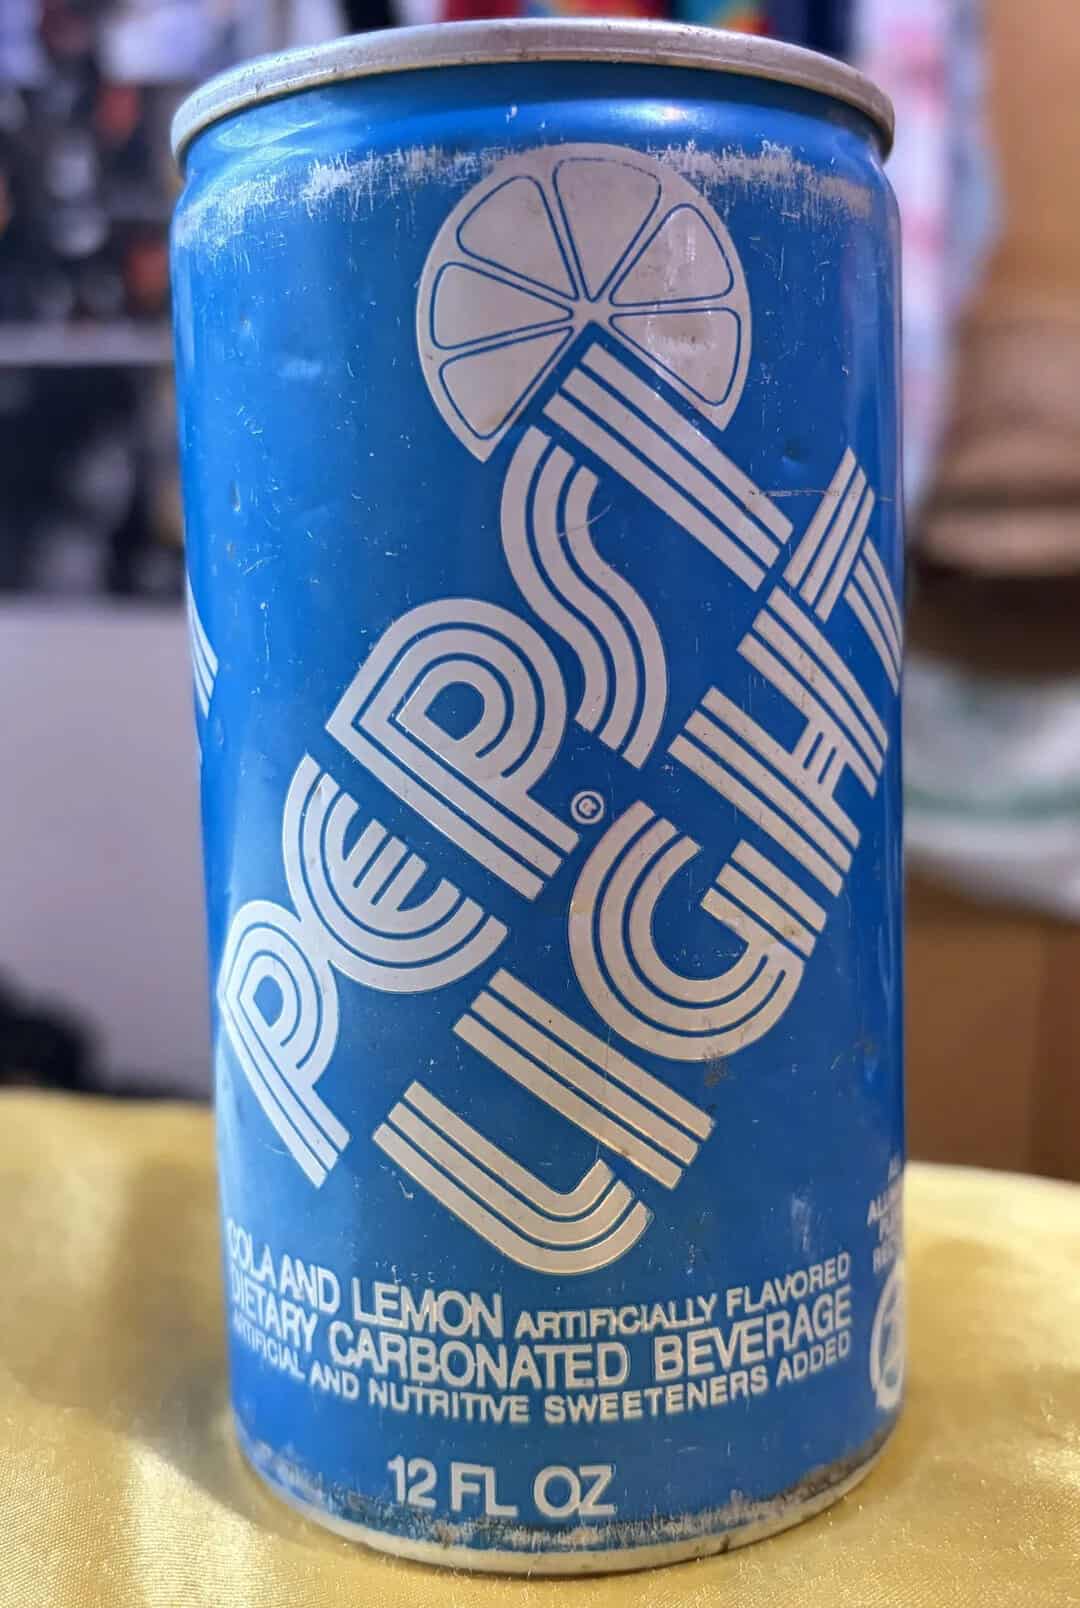 PEPSI®
LIGHT
COLA AND LEMON ARTIFICIALLY FLAVORED
DIETARY CARBONATED BEVERAGE
ARTIFICIAL AND NUTRITIVE SWEETENERS ADDED
12 FL OZ